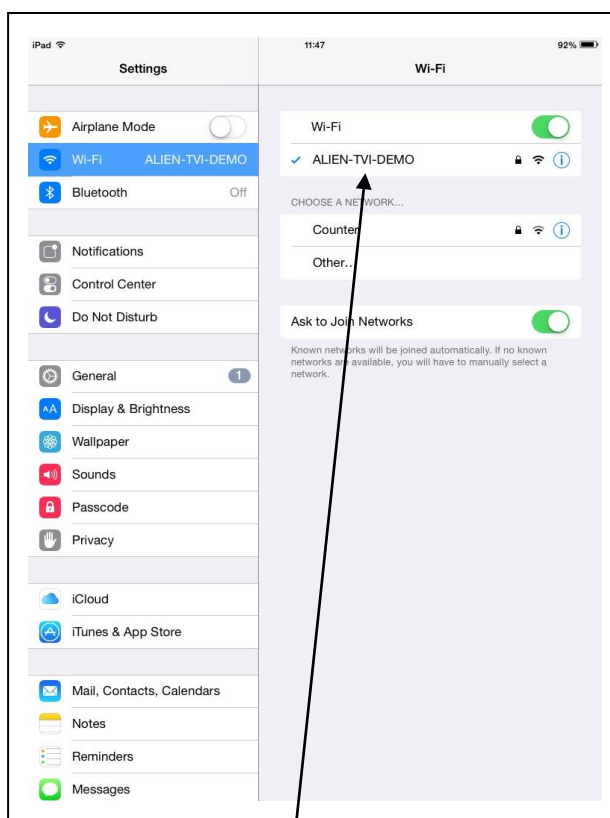 iPad 11:47 92%
Settings
Wi-Fi
Airplane Mode
Wi-Fi ALIEN-TVI-DEMO
Bluetooth Off
Notifications
Control Center
Do Not Disturb
General 1
Display & Brightness
Wallpaper
Sounds
Passcode
Privacy
iCloud
iTunes & App Store
Mail, Contacts, Calendars
Notes
Reminders
Messages
Wi-Fi
ALIEN-TVI-DEMO
CHOOSE A NETWORK...
Counter
Other...
Ask to Join Networks
Known networks will be joined automatically. If no known
networks are available, you will have to manually select a
network.